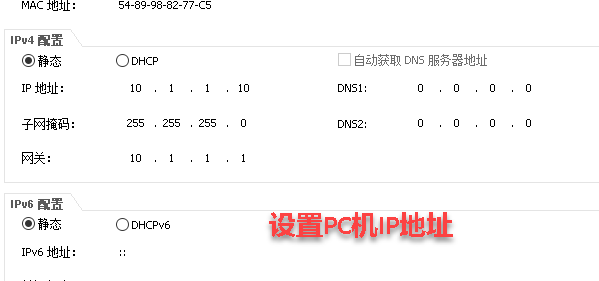 MAC 地址: 54-89-98-82-77-C5
IPv4 配置
静态 DHCP 自动获取 DNS 服务器地址
IP 地址: 10 . 1 . 1 . 10 DNS1: 0 . 0 . 0 . 0
子网掩码: 255 . 255 . 255 . 0 DNS2: 0 . 0 . 0 . 0
网关: 10 . 1 . 1 . 1
IPv6 配置
静态 DHCPv6
设置PC机IP地址
IPv6 地址: ::